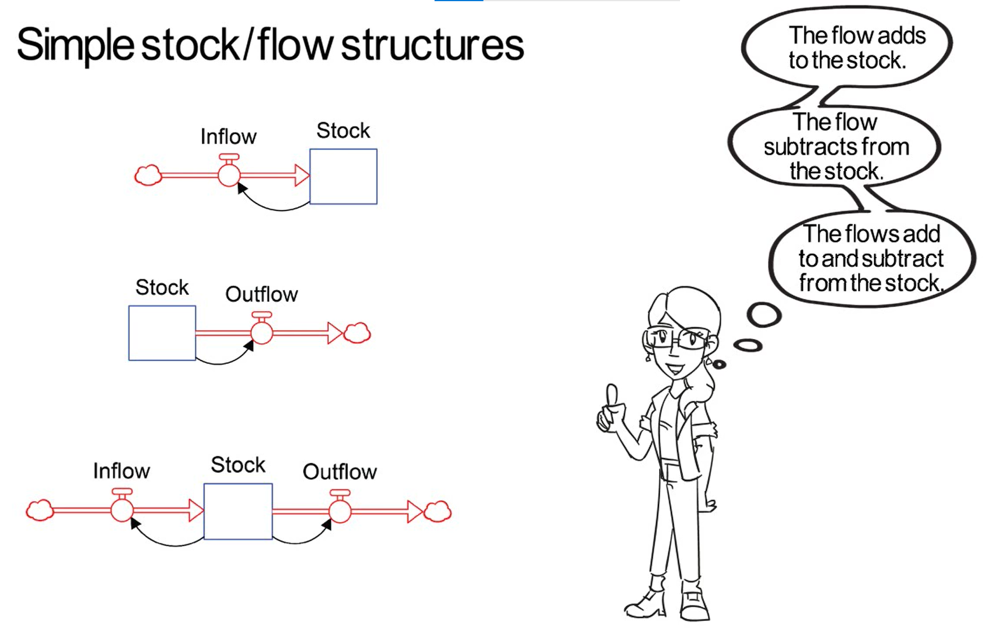 Simple stock/flow structures
The flow adds
to the stock.
The flow
subtracts from
the stock.
The flows add
to and subtract
from the stock.
Inflow
Stock
Stock
Outflow
Inflow
Stock
Outflow